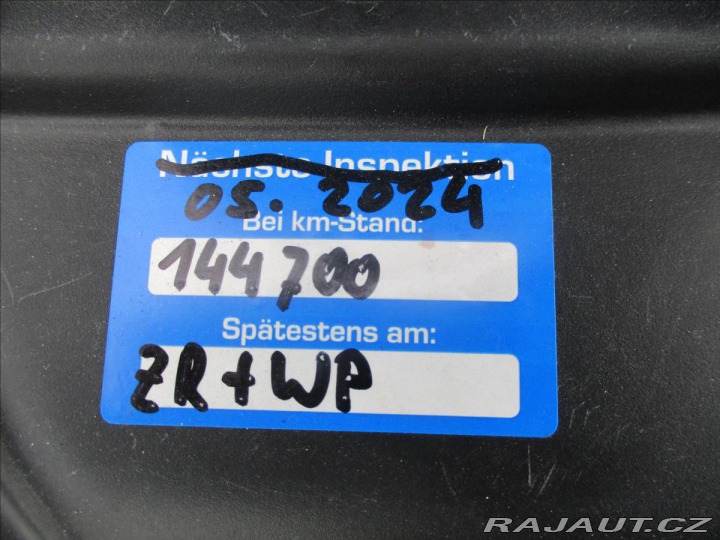 Nächste Inspektion
05. 2024
Bei km-Stand:
144700
Spätestens am:
ZR + WP
RAJAUT.CZ